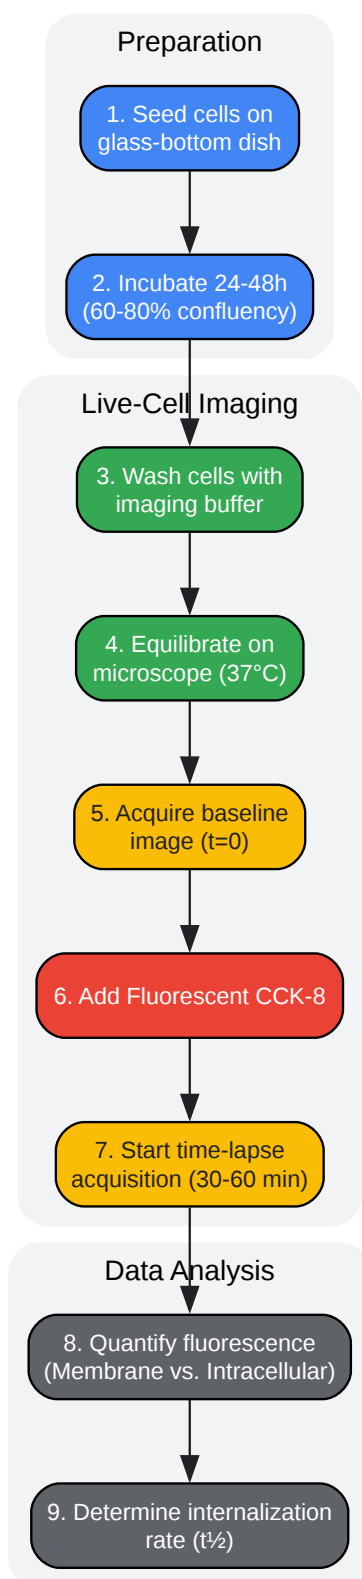 Preparation
1. Seed cells on
glass-bottom dish
2. Incubate 24-48h
(60-80% confluency)
Live-Cell Imaging
3. Wash cells with
imaging buffer
4. Equilibrate on
microscope (37°C)
5. Acquire baseline
image (t=0)
6. Add Fluorescent CCK-8
7. Start time-lapse
acquisition (30-60 min)
Data Analysis
8. Quantify fluorescence
(Membrane vs. Intracellular)
9. Determine internalization
rate (t½)